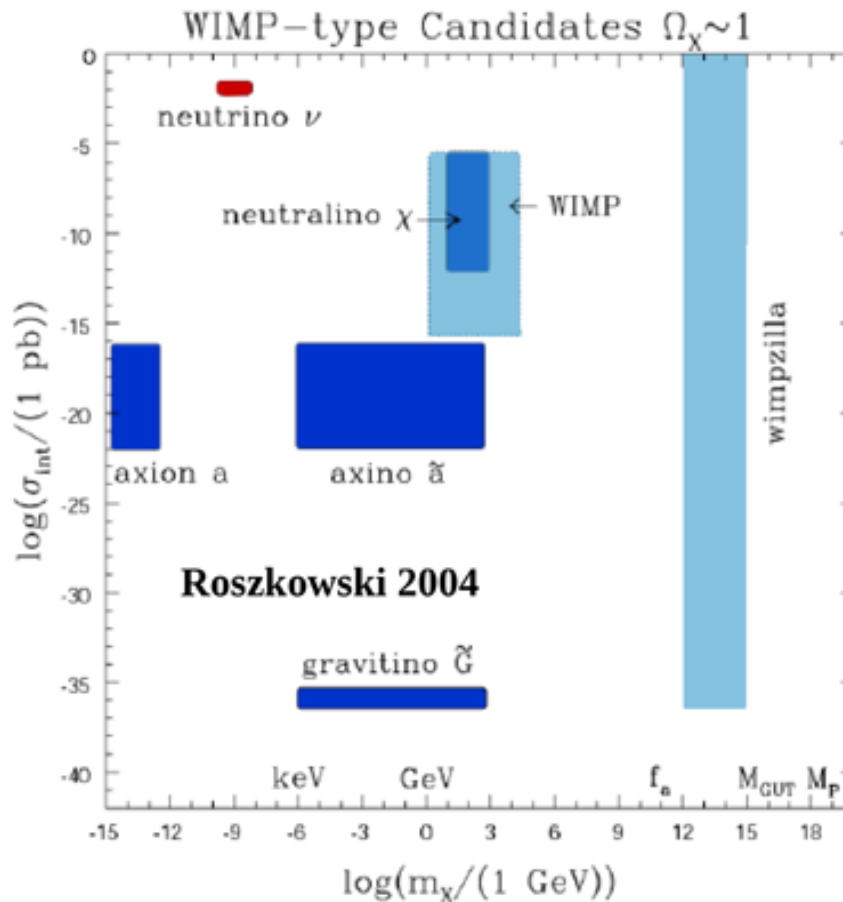 WIMP-type Candidates Ω_X~1
0
neutrino ν
-5
neutralino χ
WIMP
-10
-15
log(σ_int/(1 pb))
wimpzilla
-20
axion a
axino ã
-25
Roszkowski 2004
-30
gravitino G̃
-35
-40
keV GeV f_a M_GUT M_P
-15 -12 -9 -6 -3 0 3 6 9 12 15 18
log(m_X/(1 GeV))